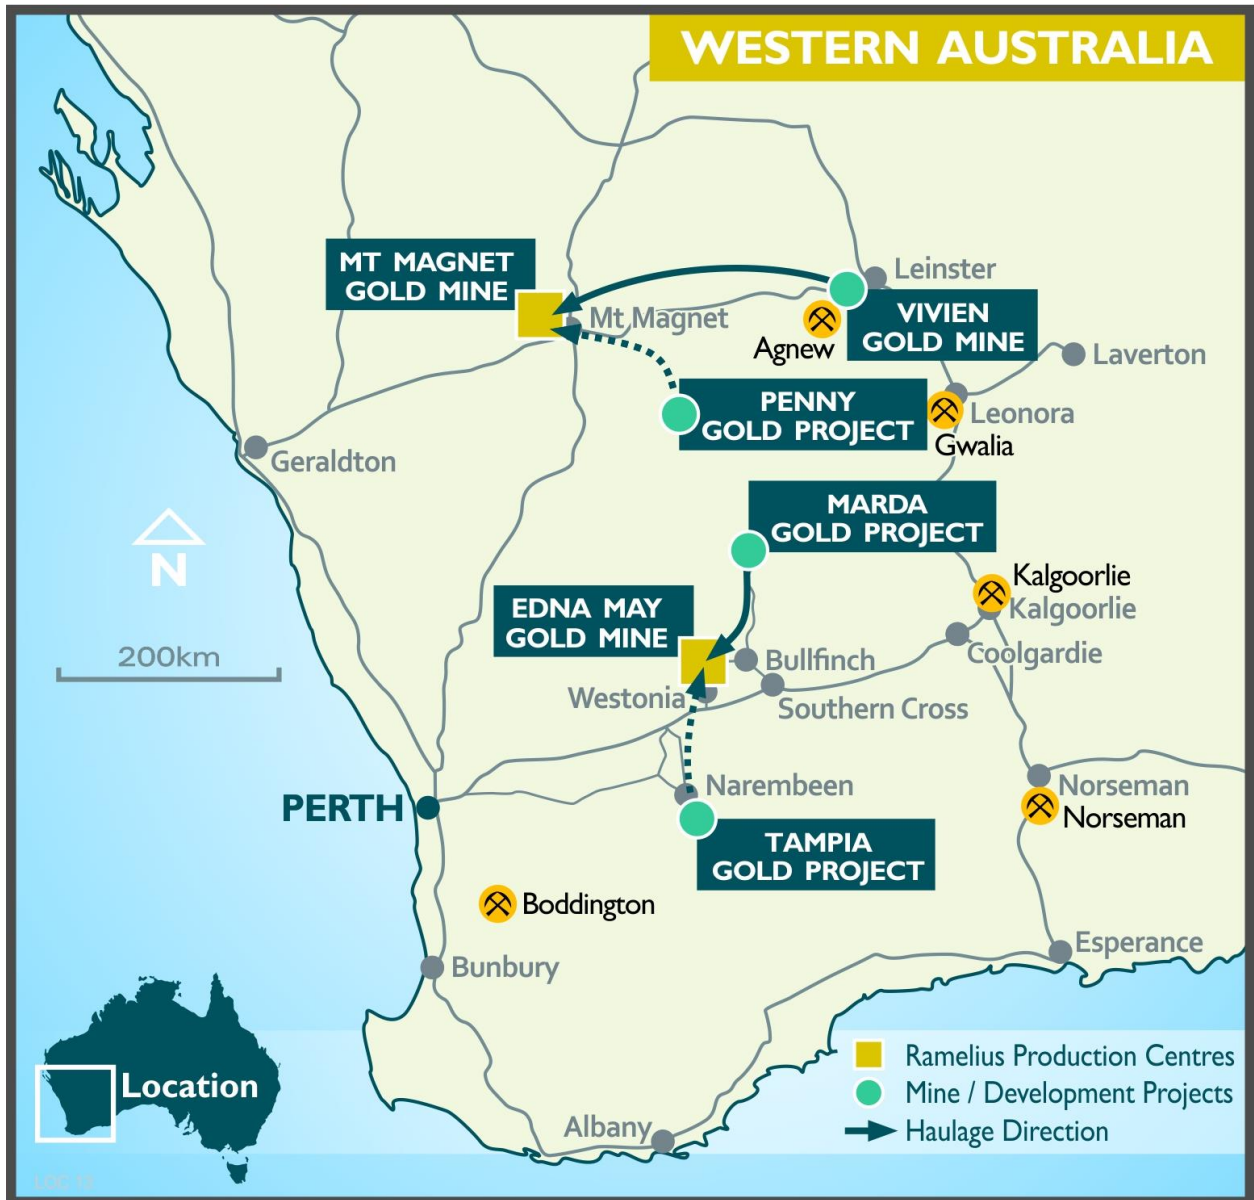 WESTERN AUSTRALIA
MT MAGNET
GOLD MINE
Mt Magnet
Leinster
VIVIEN
GOLD MINE
Agnew
Laverton
PENNY
GOLD PROJECT
Leonora
Gwalia
Geraldton
MARDA
GOLD PROJECT
N
200km
EDNA MAY
GOLD MINE
Kalgoorlie
Kalgoorlie
Coolgardie
Bullfinch
Westonia
Southern Cross
PERTH
Narembeen
Norseman
Norseman
TAMPIA
GOLD PROJECT
Boddington
Bunbury
Esperance
Location
Albany
Ramelius Production Centres
Mine / Development Projects
Haulage Direction